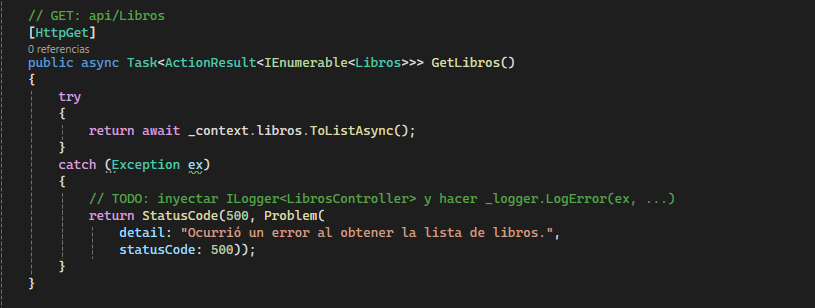 // GET: api/Libros
[HttpGet]
0 referencias
public async Task<ActionResult<IEnumerable<Libros>>> GetLibros()
{
try
{
return await _context.libros.ToListAsync();
}
catch (Exception ex)
{
// TODO: inyectar ILogger<LibrosController> y hacer _logger.LogError(ex, ...)
return StatusCode(500, Problem(
detail: "Ocurrió un error al obtener la lista de libros.",
statusCode: 500));
}
}